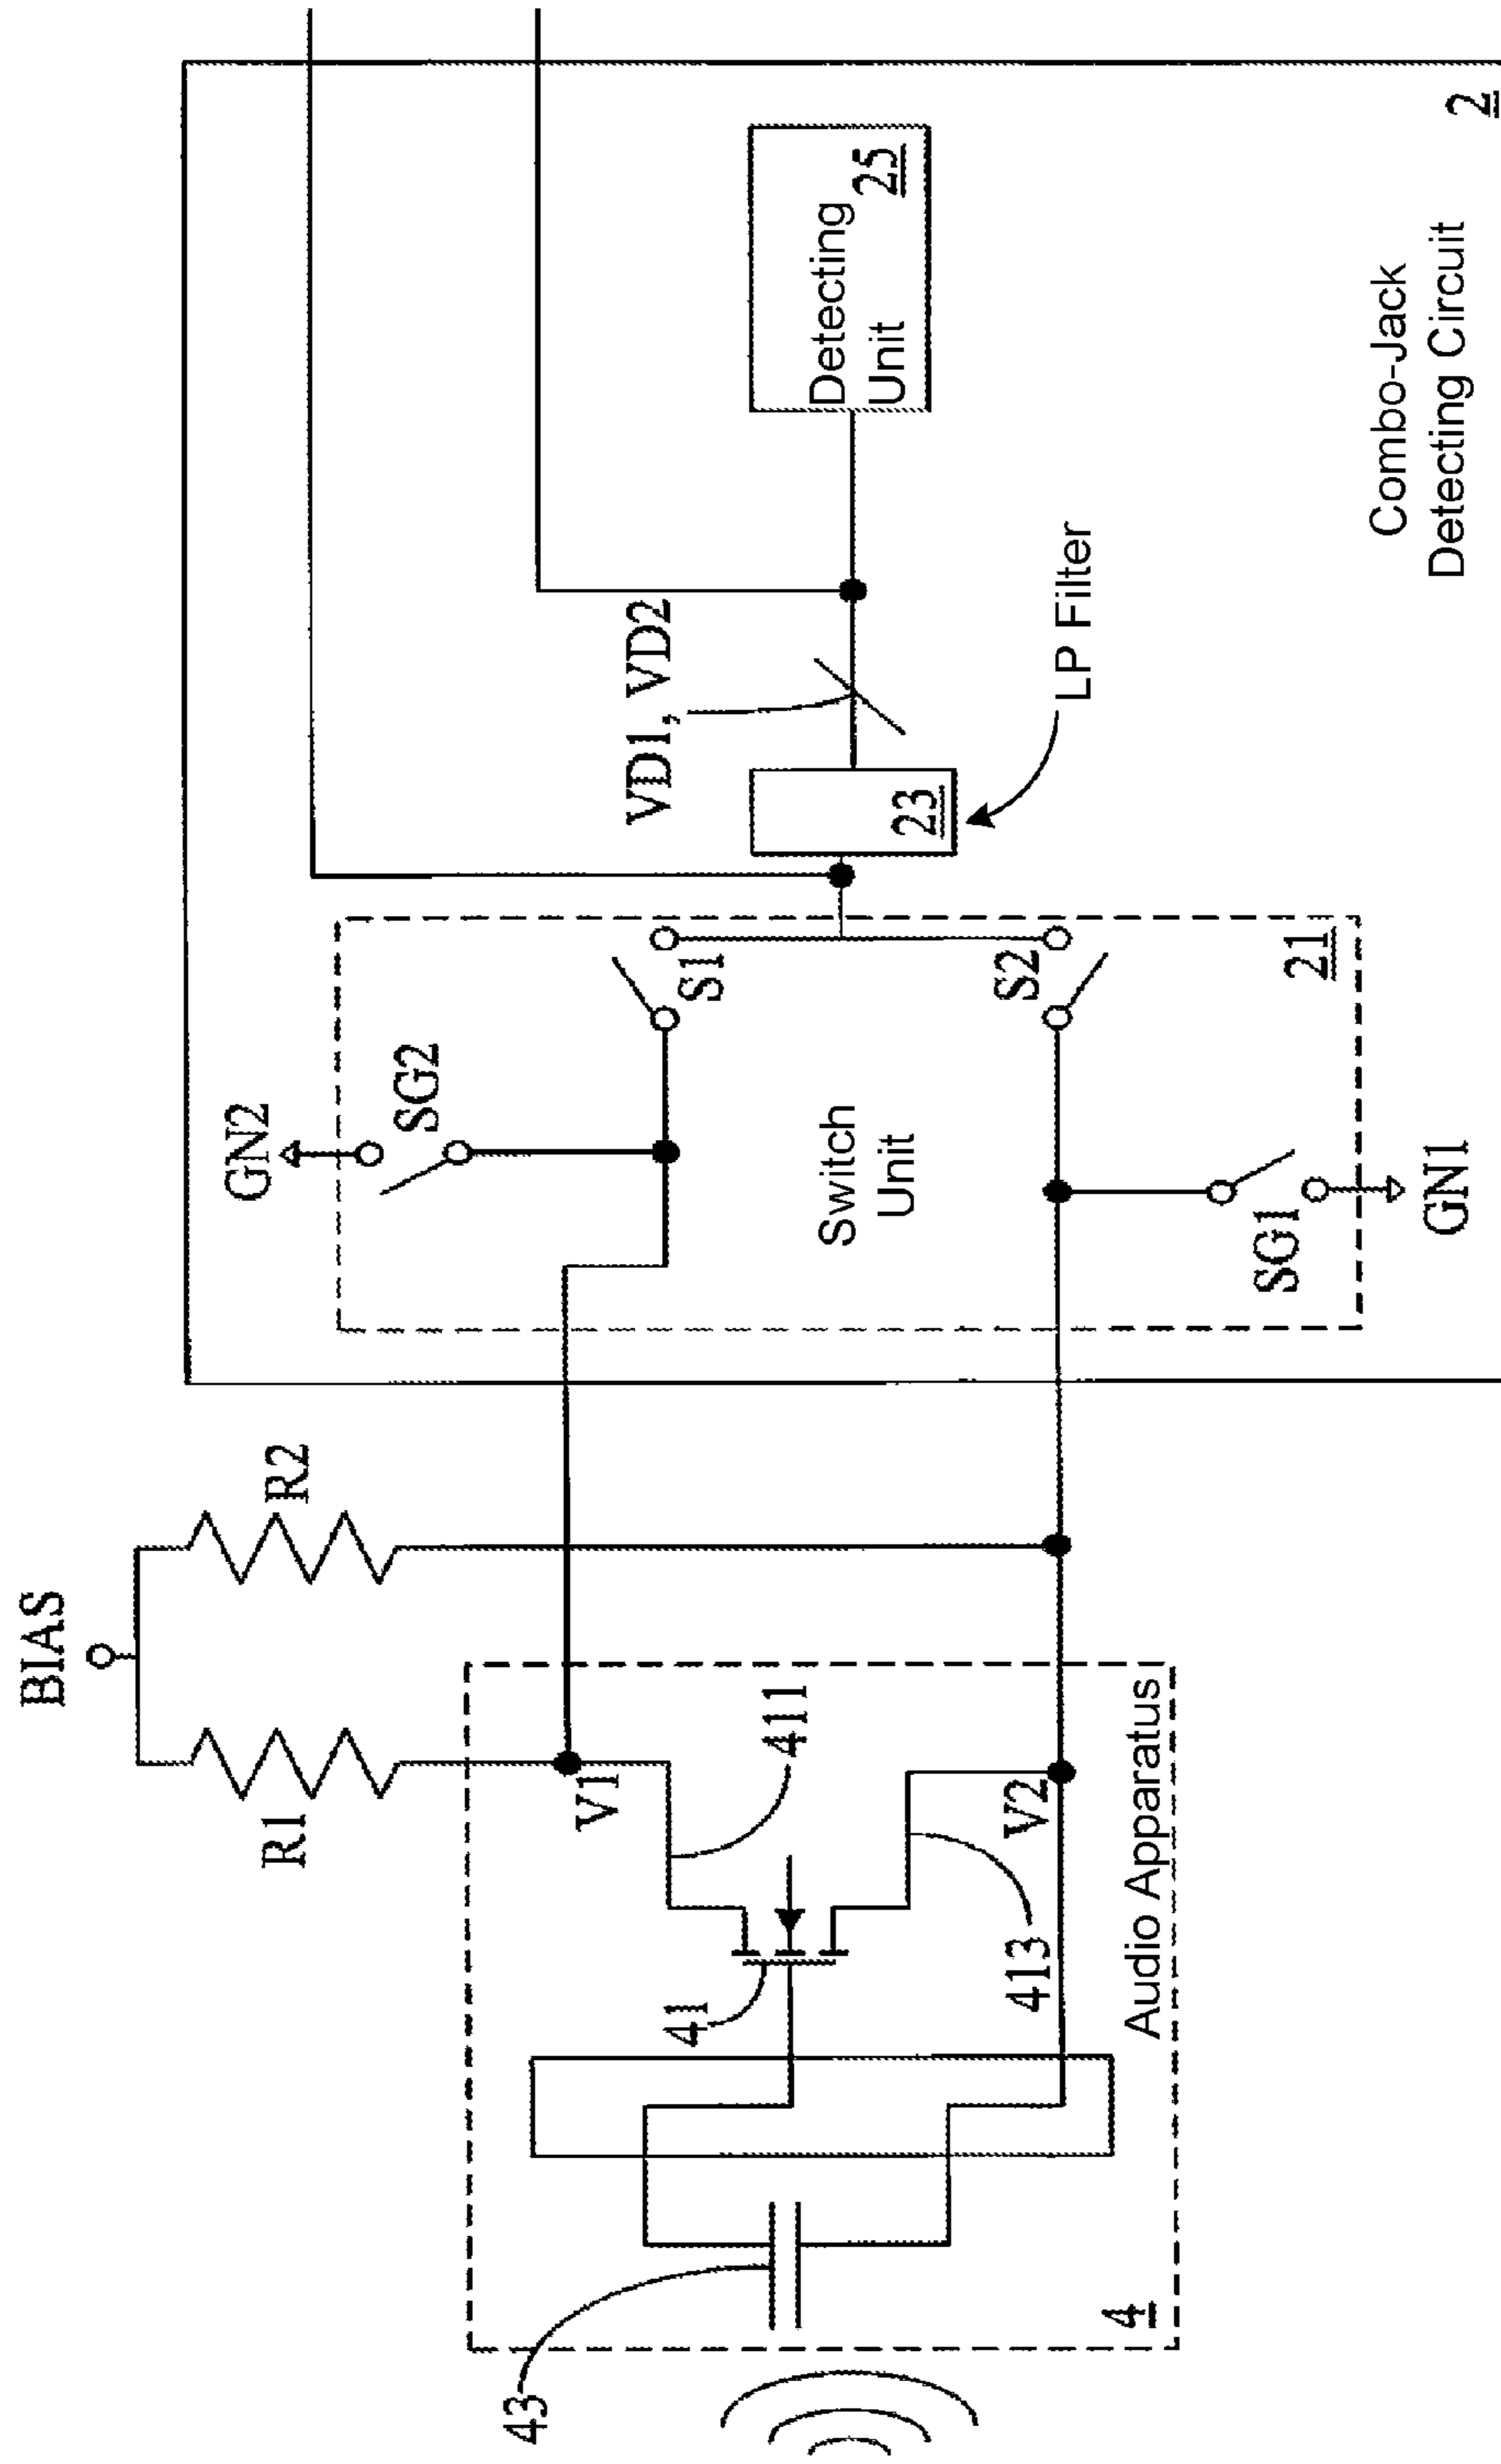 BIAS
R1
R2
GN2
SG2
S1
VD1, VD2
V1
411
41
43
Switch
Unit
23
Detecting
Unit
25
LP Filter
S2
V2
413
SG1
21
GN1
Audio Apparatus
4
Combo-Jack
Detecting Circuit
2